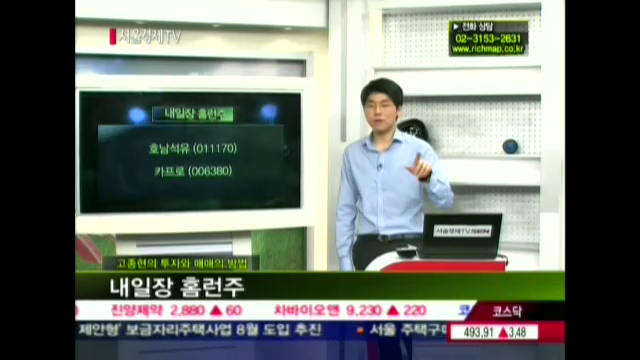 서울경제TV
▶ 전화 상담
02-3153-2631
www.richmap.co.kr
내일장 홈런주
호남석유 (011170)
카프로 (006380)
서울경제TV SEN
고종현의 투자와 매매의 방법
내일장 홈런주
진양제약 2,880 ▲ 60 차바이오앤 9,230 ▲ 220
코스닥
제안형' 보금자리주택사업 8월 도입 추진 • 서울 주택구매
493.91 ▲ 3.48